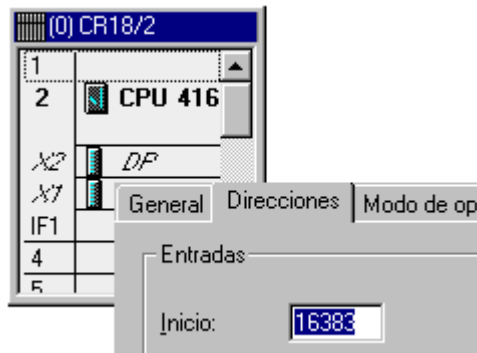 (0) CR18/2
1
2 CPU 416
X2 DP
X1
IF1
4
5
General Direcciones Modo de op
Entradas
Inicio: 16383